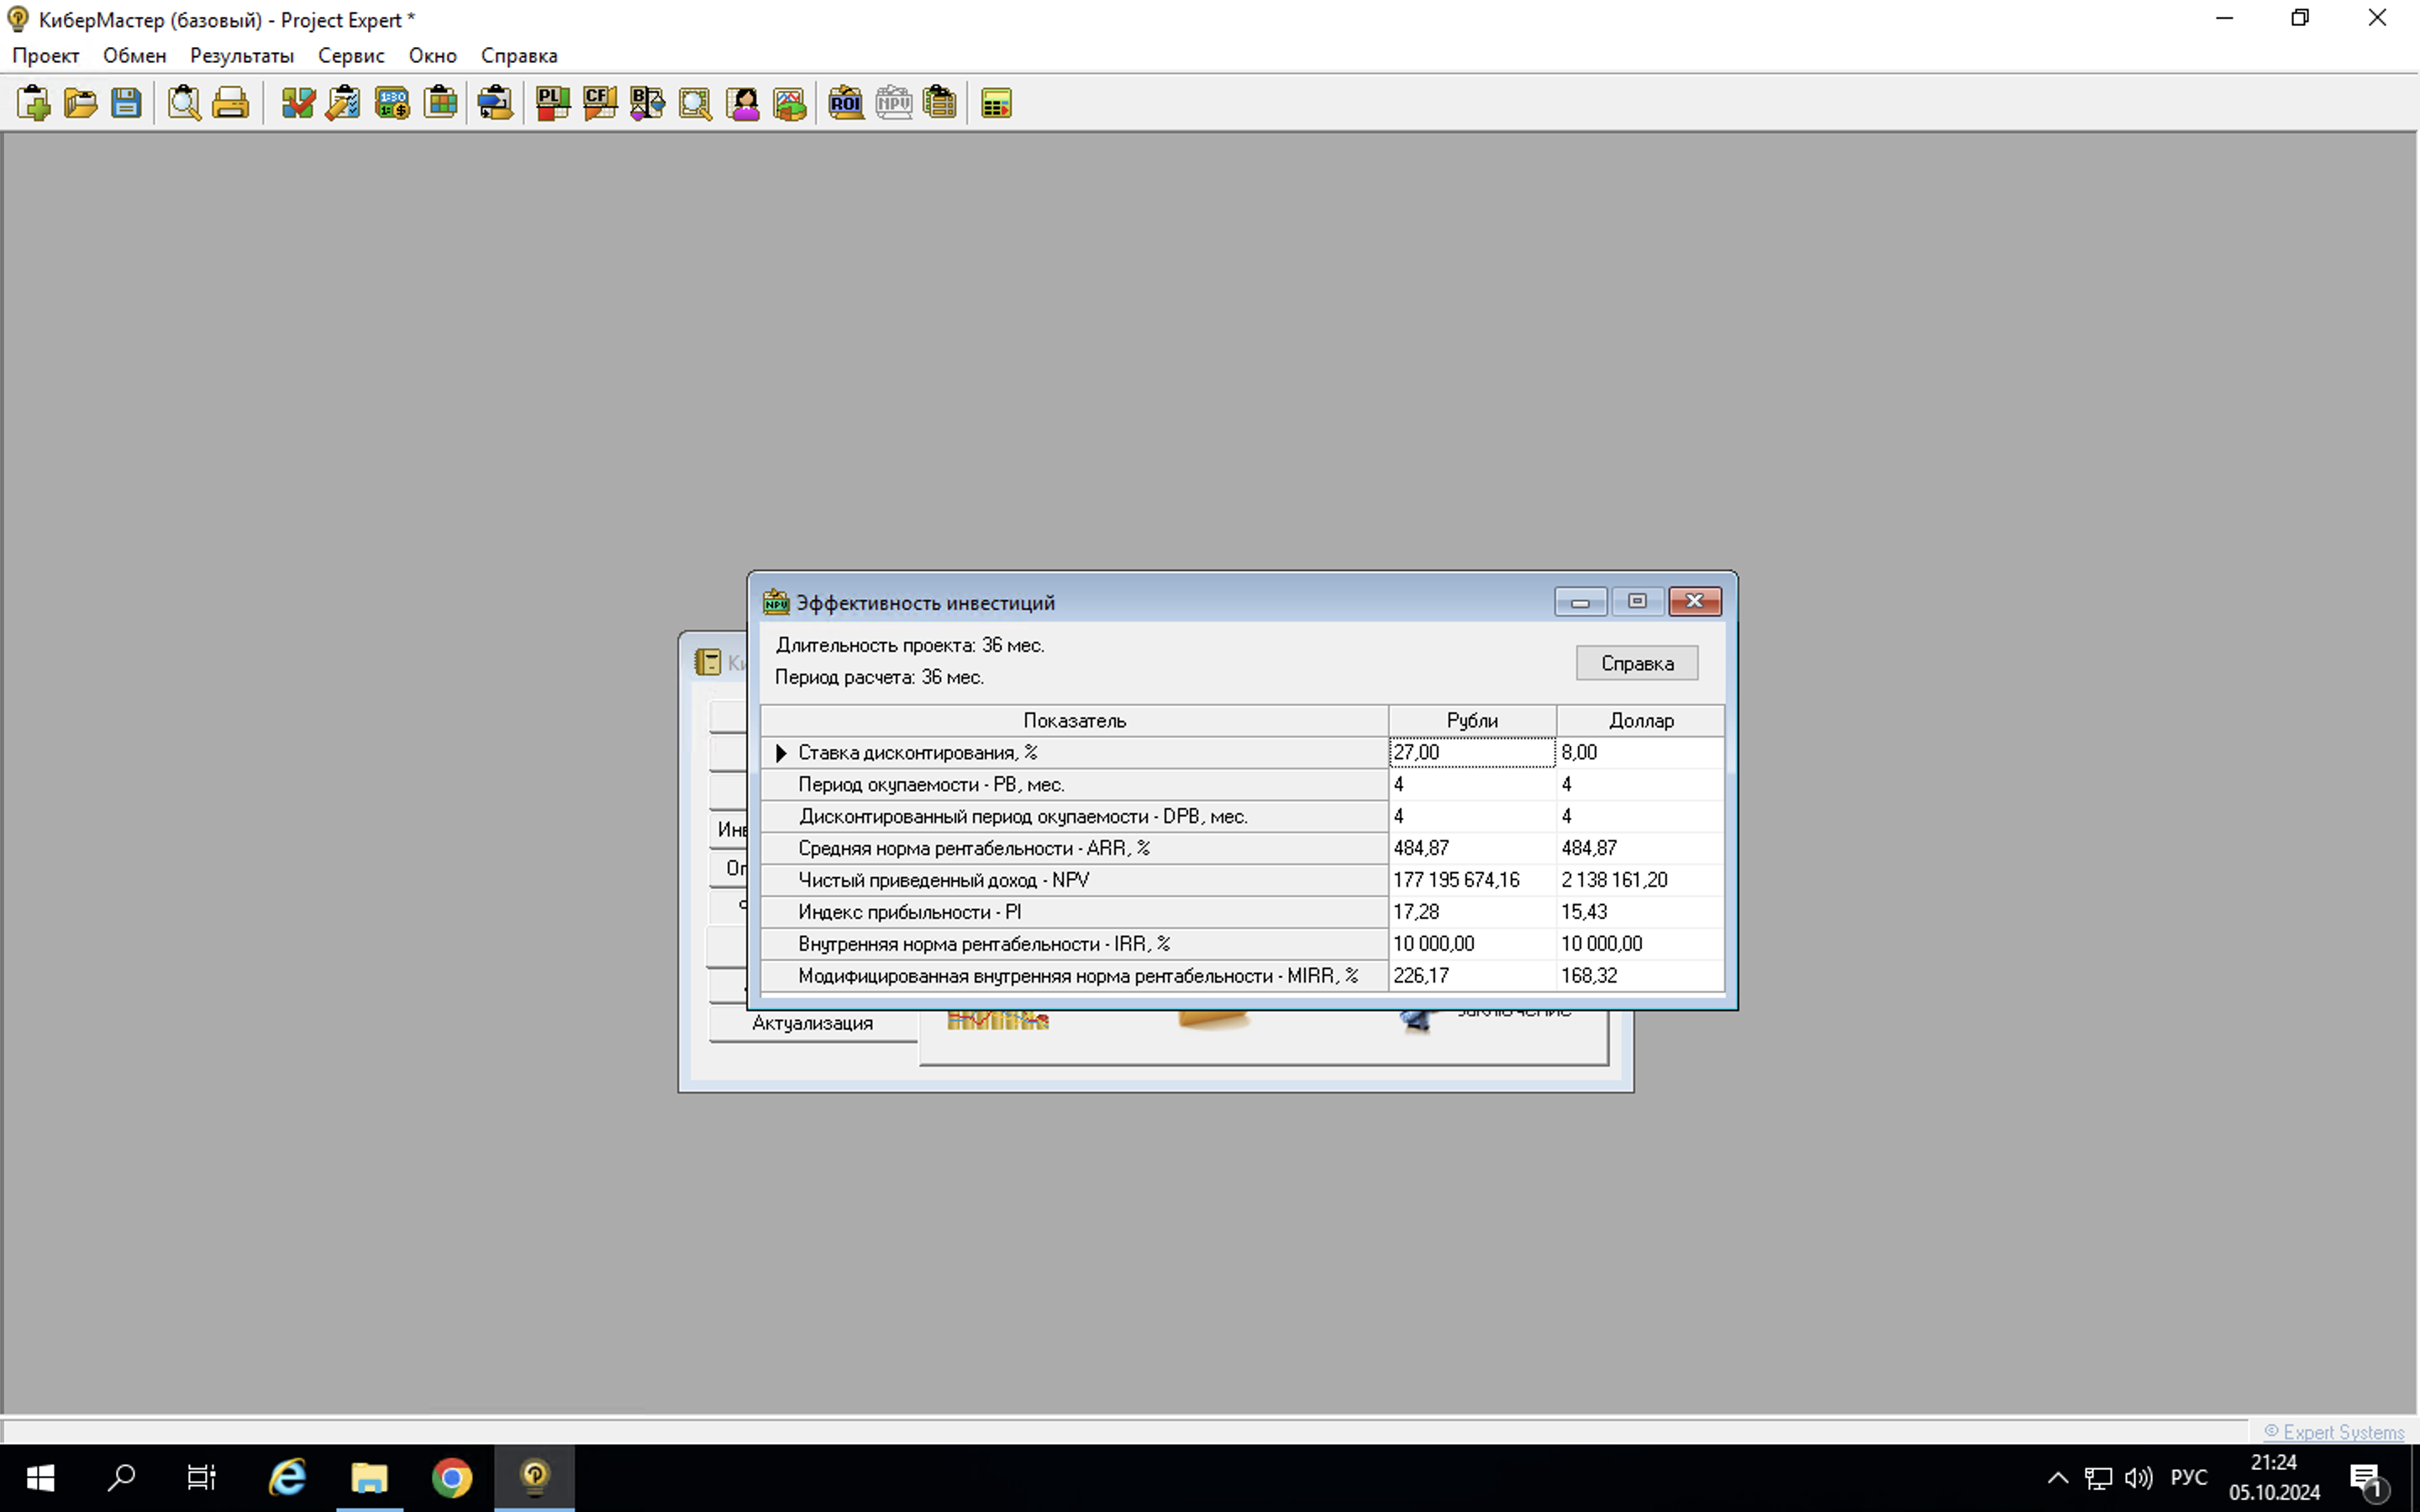 КиберМастер (базовый) - Project Expert *
Проект Обмен Результаты Сервис Окно Справка
PL CF B ROI NPV
Эффективность инвестиций
Длительность проекта: 36 мес.
Период расчета: 36 мес.
Справка
Показатель Рубли Доллар
Ставка дисконтирования, % 27,00 8,00
Период окупаемости - PB, мес. 4 4
Дисконтированный период окупаемости - DPB, мес. 4 4
Средняя норма рентабельности - ARR, % 484,87 484,87
Чистый приведенный доход - NPV 177 195 674,16 2 138 161,20
Индекс прибыльности - PI 17,28 15,43
Внутренняя норма рентабельности - IRR, % 10 000,00 10 000,00
Модифицированная внутренняя норма рентабельности - MIRR, % 226,17 168,32
Актуализация
© Expert Systems
РУС
21:24
05.10.2024
1